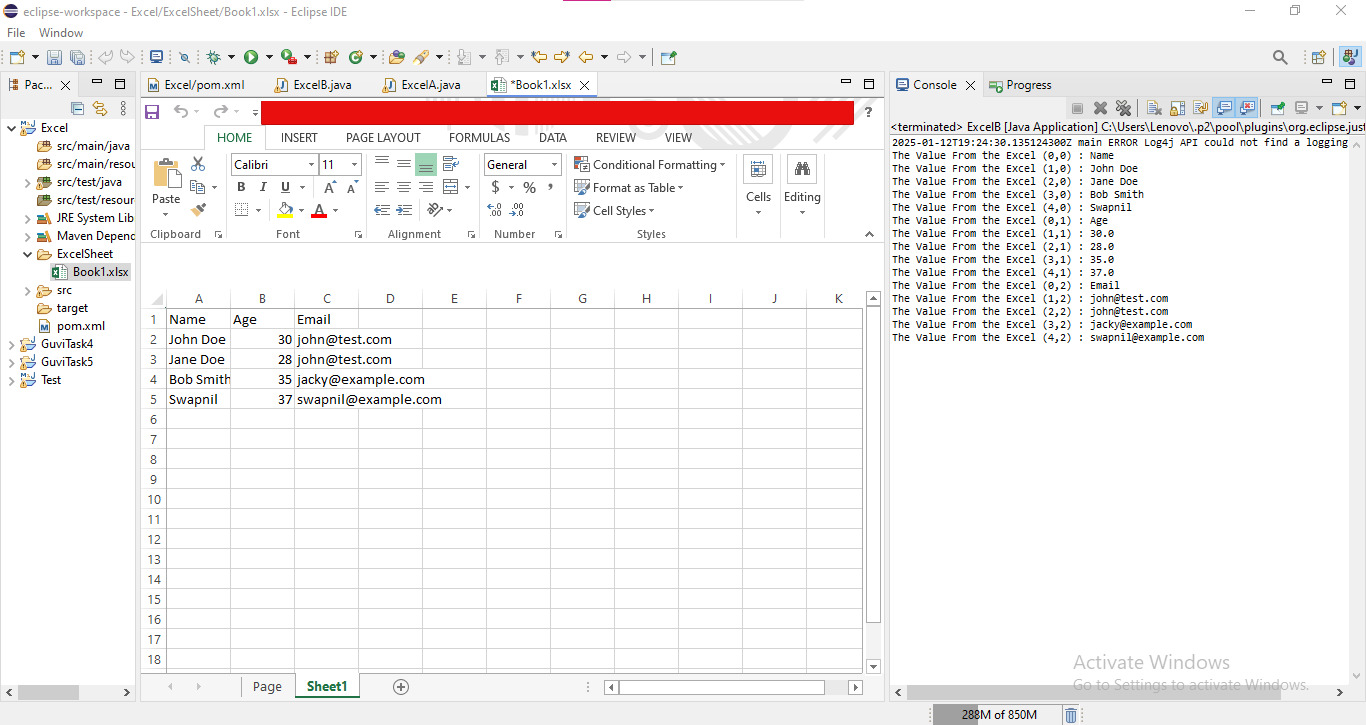 eclipse-workspace - Excel/ExcelSheet/Book1.xlsx - Eclipse IDE
File Window
Pac...
Excel
src/main/java
src/main/resou
src/test/java
src/test/resour
JRE System Lib
Maven Depend
ExcelSheet
Book1.xlsx
src
target
pom.xml
GuviTask4
GuviTask5
Test
Excel/pom.xml ExcelB.java ExcelA.java *Book1.xlsx
?
HOME INSERT PAGE LAYOUT FORMULAS DATA REVIEW VIEW
Paste
Clipboard
Calibri 11
B I U A A
A
Font
Alignment
General
$ % ,
Number
Conditional Formatting
Format as Table
Cell Styles
Styles
Cells
Editing
A B C D E F G H I J K
1 Name Age Email
2 John Doe 30 john@test.com
3 Jane Doe 28 john@test.com
4 Bob Smith 35 jacky@example.com
5 Swapnil 37 swapnil@example.com
6
7
8
9
10
11
12
13
14
15
16
17
18
Page Sheet1
Console Progress
<terminated> ExcelB [Java Application] C:\Users\Lenovo\.p2\pool\plugins\org.eclipse.just
2025-01-12T19:24:30.135124300Z main ERROR Log4j API could not find a logging
The Value From the Excel (0,0) : Name
The Value From the Excel (1,0) : John Doe
The Value From the Excel (2,0) : Jane Doe
The Value From the Excel (3,0) : Bob Smith
The Value From the Excel (4,0) : Swapnil
The Value From the Excel (0,1) : Age
The Value From the Excel (1,1) : 30.0
The Value From the Excel (2,1) : 28.0
The Value From the Excel (3,1) : 35.0
The Value From the Excel (4,1) : 37.0
The Value From the Excel (0,2) : Email
The Value From the Excel (1,2) : john@test.com
The Value From the Excel (2,2) : john@test.com
The Value From the Excel (3,2) : jacky@example.com
The Value From the Excel (4,2) : swapnil@example.com
Activate Windows
Go to Settings to activate Windows.
288M of 850M